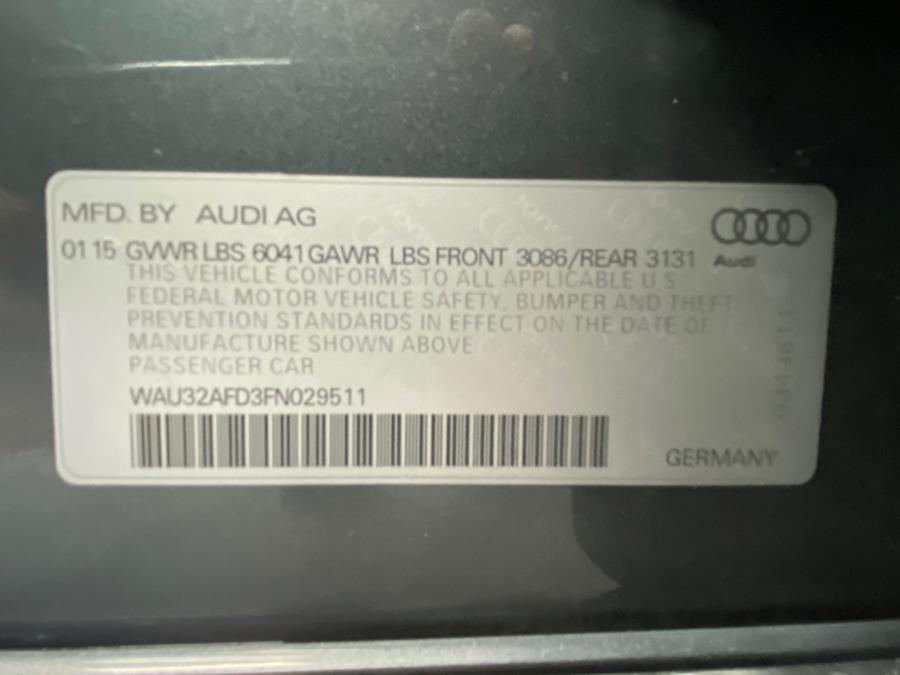 MFD. BY AUDI AG
01 15 GVWR LBS 6041 GAWR LBS FRONT 3086/REAR 3131
Audi
THIS VEHICLE CONFORMS TO ALL APPLICABLE U S
FEDERAL MOTOR VEHICLE SAFETY, BUMPER AND THEFT
PREVENTION STANDARDS IN EFFECT ON THE DATE OF
MANUFACTURE SHOWN ABOVE
PASSENGER CAR
WAU32AFD3FN029511
GERMANY